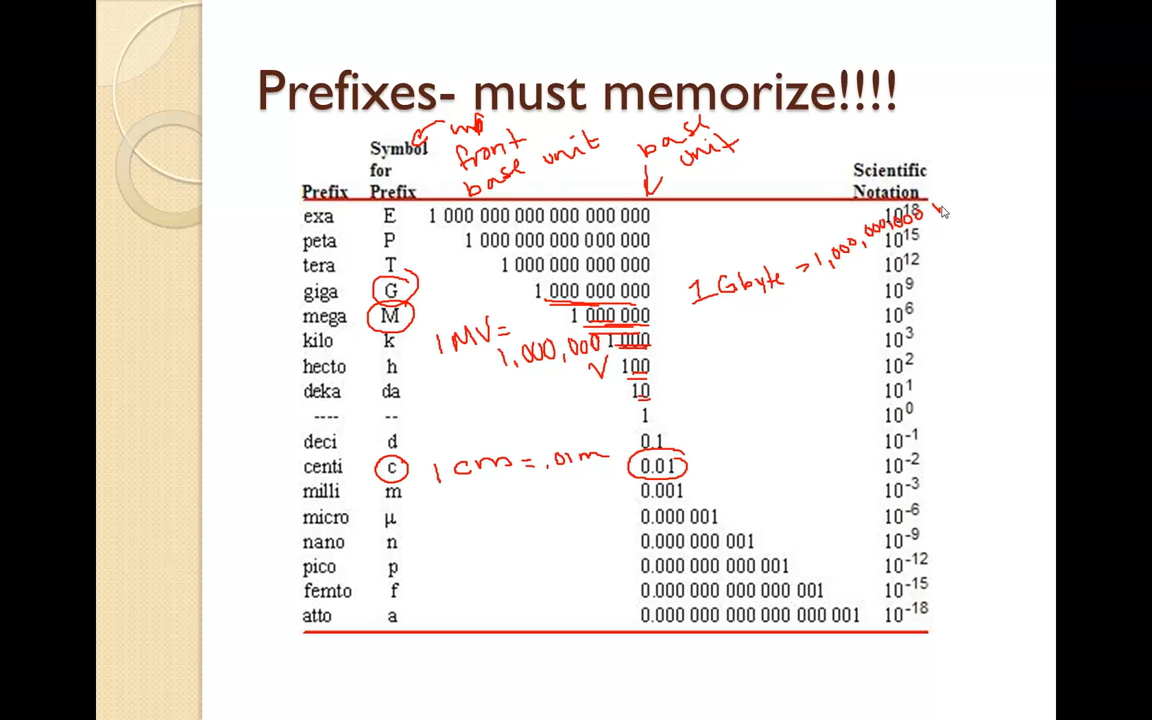 Prefixes- must memorize!!!!
front
base unit
base
unit
Symbol
for
Prefix Prefix
Scientific
Notation
exa E 1 000 000 000 000 000 000 10^18
peta P 1 000 000 000 000 000 10^15
tera T 1 000 000 000 000 10^12
1 Gbyte = 1,000,000,000
giga G 1 000 000 000 10^9
mega M 1 000 000 10^6
kilo k 1 000 10^3
1 MV =
1,000,000
V
hecto h 100 10^2
deka da 10 10^1
---- -- 1 10^0
deci d 0.1 10^-1
centi c 1 cm = .01m 0.01 10^-2
milli m 0.001 10^-3
micro μ 0.000 001 10^-6
nano n 0.000 000 001 10^-9
pico p 0.000 000 000 001 10^-12
femto f 0.000 000 000 000 001 10^-15
atto a 0.000 000 000 000 000 001 10^-18